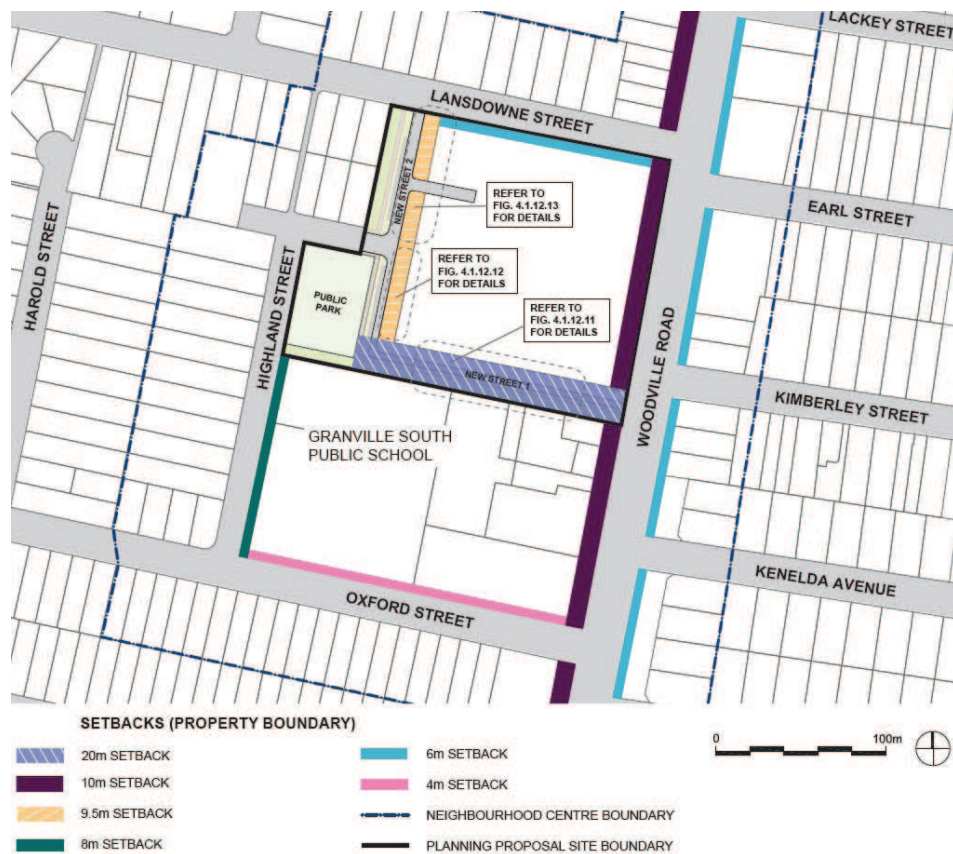 LACKEY STREET
LANSDOWNE STREET
NEW STREET 2
REFER TO
FIG. 4.1.12.13
FOR DETAILS
EARL STREET
HAROLD STREET
REFER TO
FIG. 4.1.12.12
FOR DETAILS
HIGHLAND STREET
PUBLIC
PARK
REFER TO
FIG. 4.1.12.11
FOR DETAILS
WOODVILLE ROAD
NEW STREET 1
KIMBERLEY STREET
GRANVILLE SOUTH
PUBLIC SCHOOL
KENELDA AVENUE
OXFORD STREET
SETBACKS (PROPERTY BOUNDARY)
20m SETBACK
10m SETBACK
9.5m SETBACK
8m SETBACK
6m SETBACK
4m SETBACK
NEIGHBOURHOOD CENTRE BOUNDARY
PLANNING PROPOSAL SITE BOUNDARY
0 100m